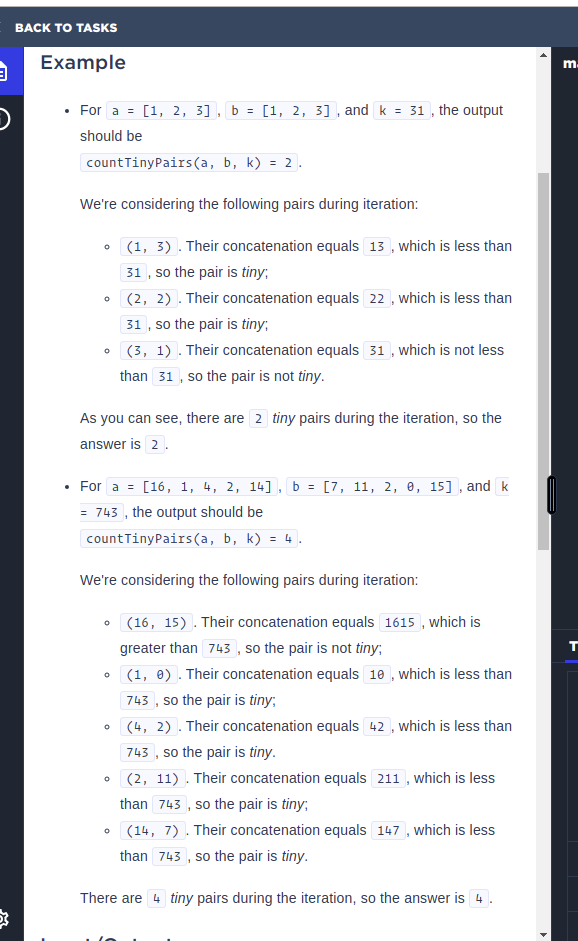 BACK TO TASKS
Example
ma
• For a = [1, 2, 3], b = [1, 2, 3], and k = 31, the output
should be
countTinyPairs(a, b, k) = 2.
We're considering the following pairs during iteration:
(1, 3). Their concatenation equals 13, which is less than
31, so the pair is tiny;
(2, 2). Their concatenation equals 22, which is less than
31, so the pair is tiny;
(3, 1). Their concatenation equals 31, which is not less
than 31, so the pair is not tiny.
As you can see, there are 2 tiny pairs during the iteration, so the
answer is 2.
• For a = [16, 1, 4, 2, 14], b = [7, 11, 2, 0, 15], and k
= 743, the output should be
countTinyPairs(a, b, k) = 4.
We're considering the following pairs during iteration:
(16, 15). Their concatenation equals 1615, which is
greater than 743, so the pair is not tiny;
(1, 0). Their concatenation equals 10, which is less than
743, so the pair is tiny;
(4, 2). Their concatenation equals 42, which is less than
743, so the pair is tiny.
(2, 11). Their concatenation equals 211, which is less
than 743, so the pair is tiny;
(14, 7). Their concatenation equals 147, which is less
than 743, so the pair is tiny.
There are 4 tiny pairs during the iteration, so the answer is 4.